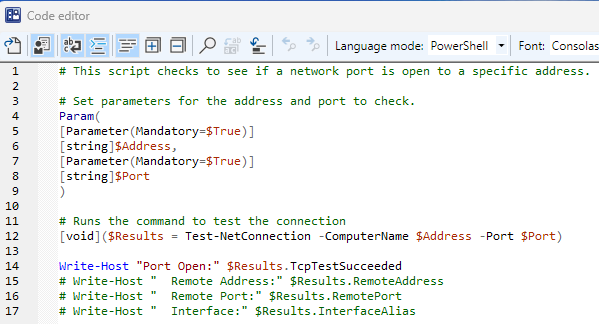 Code editor
Language mode: PowerShell Font: Consolas
1 # This script checks to see if a network port is open to a specific address.
2
3 # Set parameters for the address and port to check.
4 Param(
5 [Parameter(Mandatory=$True)]
6 [string]$Address,
7 [Parameter(Mandatory=$True)]
8 [string]$Port
9 )
10
11 # Runs the command to test the connection
12 [void]($Results = Test-NetConnection -ComputerName $Address -Port $Port)
13
14 Write-Host "Port Open:" $Results.TcpTestSucceeded
15 # Write-Host "  Remote Address:" $Results.RemoteAddress
16 # Write-Host "  Remote Port:" $Results.RemotePort
17 # Write-Host "  Interface:" $Results.InterfaceAlias